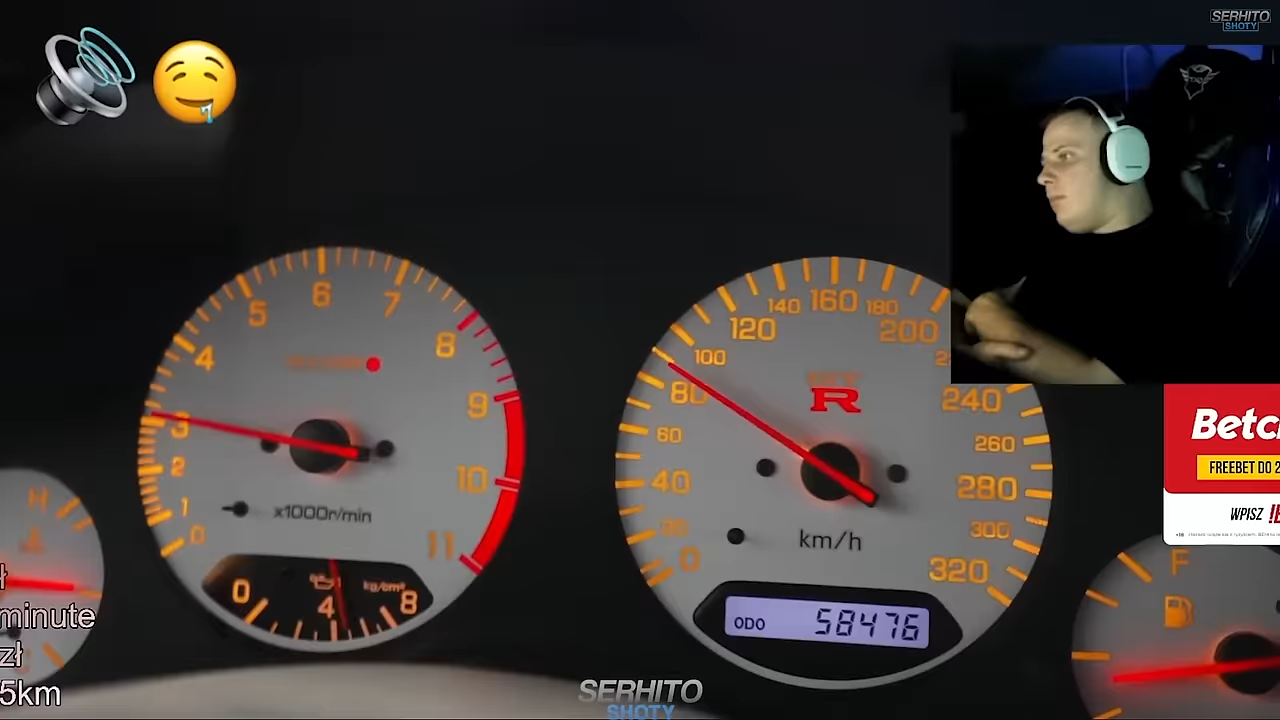 SERHITO
SHOTY
0
1
2
3
4
5
6
7
8
9
10
11
x1000r/min
0
4
8
kg/cm²
H
0
20
40
60
80
100
120
140
160
180
200
240
260
280
300
320
R
km/h
ODO 58476
F
Betc
FREEBET DO 2
WPISZ !B
ł
minute
zł
5km
SERHITO
SHOTY